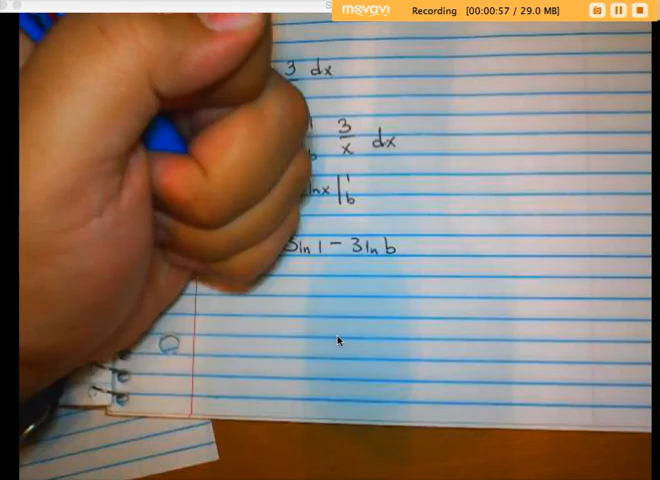 movavi Recording [00:00:57 / 29.0 MB]
3 dx
3/x dx
b
lnx |₍b₎¹
3ln1 - 3lnb